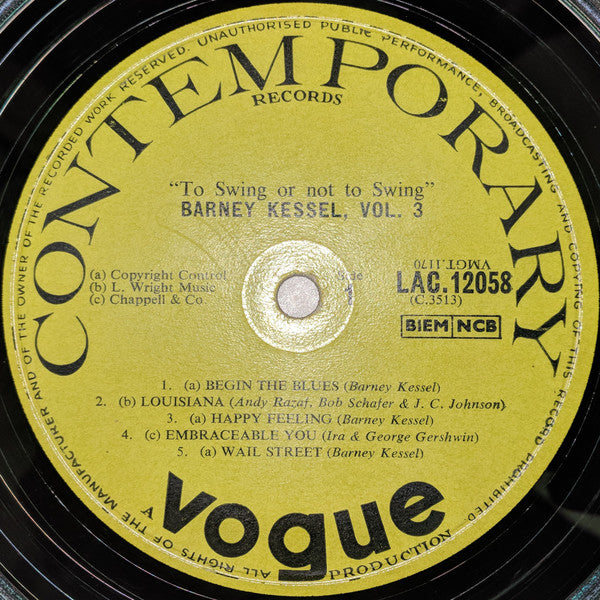 ALL RIGHTS OF THE MANUFACTURER AND OF THE OWNER OF THE RECORDED WORK RESERVED. UNAUTHORISED PUBLIC PERFORMANCE, BROADCASTING AND COPYING OF THIS RECORD PROHIBITED
CONTEMPORARY
RECORDS
“To Swing or not to Swing”
BARNEY KESSEL, VOL. 3
(a) Copyright Control
(b) L. Wright Music
(c) Chappell & Co.
Side
1
VMGT.1170
LAC.12058
(C.3513)
BIEM NCB
1. (a) BEGIN THE BLUES (Barney Kessel)
2. (b) LOUISIANA (Andy Razaf, Bob Schafer & J. C. Johnson)
3. (a) HAPPY FEELING (Barney Kessel)
4. (c) EMBRACEABLE YOU (Ira & George Gershwin)
5. (a) WAIL STREET (Barney Kessel)
A
vogue
PRODUCTION